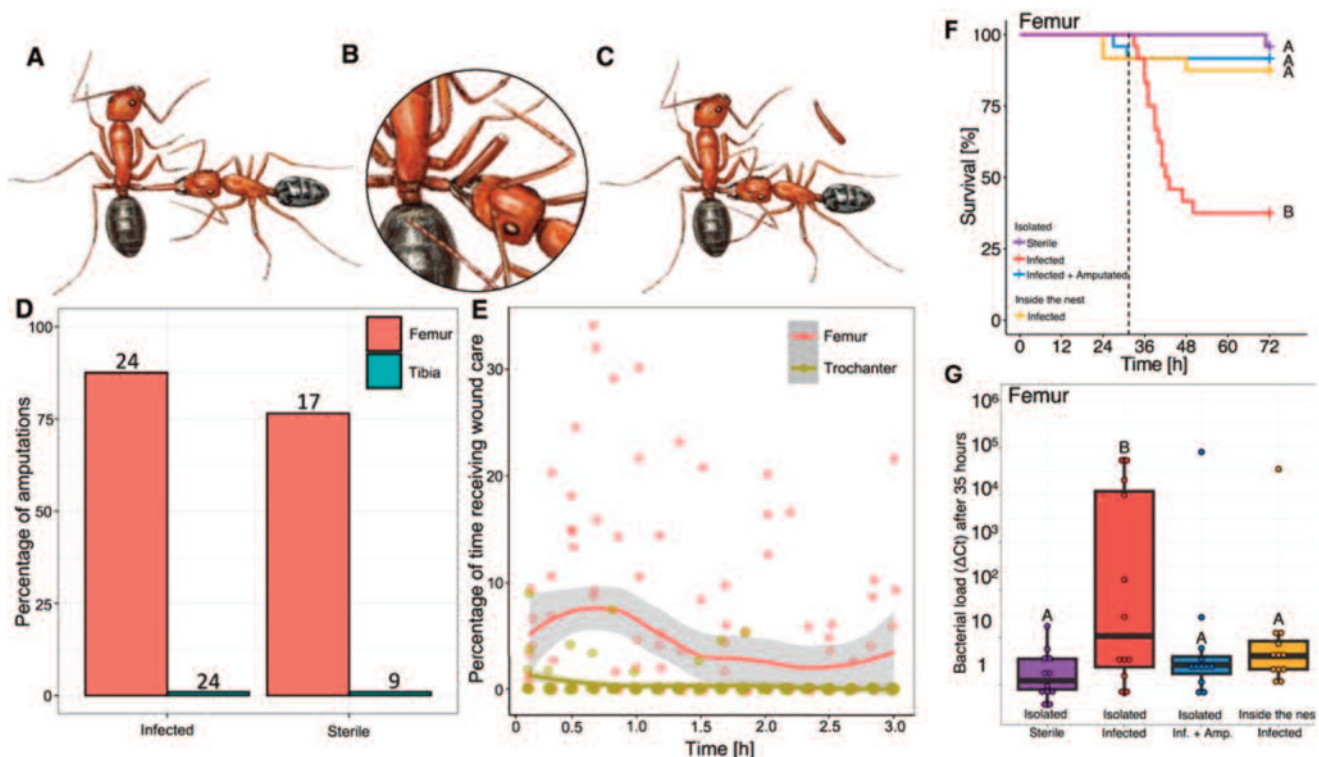 A
B
C
D
Percentage of amputations
100
75
50
25
0
24
24
17
9
Infected
Sterile
Femur
Tibia
E
Percentage of time receiving wound care
30
20
10
0
0
0.5
1.0
1.5
2.0
2.5
3.0
Time [h]
Femur
Trochanter
F
Femur
Survival [%]
100
75
50
25
0
A
A
A
B
Isolated
Sterile
Infected
Infected + Amputated
Inside the nest
Infected
0 12 24 36 48 60 72
Time [h]
G
Femur
Bacterial load (ΔCt) after 35 hours
10⁶
10⁵
10⁴
10³
10²
10
1
A
B
A
A
Isolated
Sterile
Isolated
Infected
Isolated
Inf. + Amp.
Inside the nes
Infected